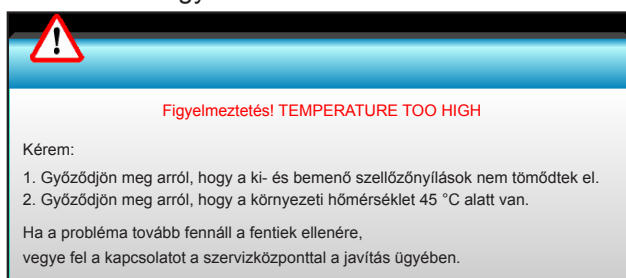 Figyelmeztetés! TEMPERATURE TOO HIGH
Kérem:
1. Győződjön meg arról, hogy a ki- és bemenő szellőzőnyílások nem tömődtek el.
2. Győződjön meg arról, hogy a környezeti hőmérséklet 45 °C alatt van.
Ha a probléma tovább fennáll a fentiek ellenére,
vegye fel a kapcsolatot a szervizközponttal a javítás ügyében.